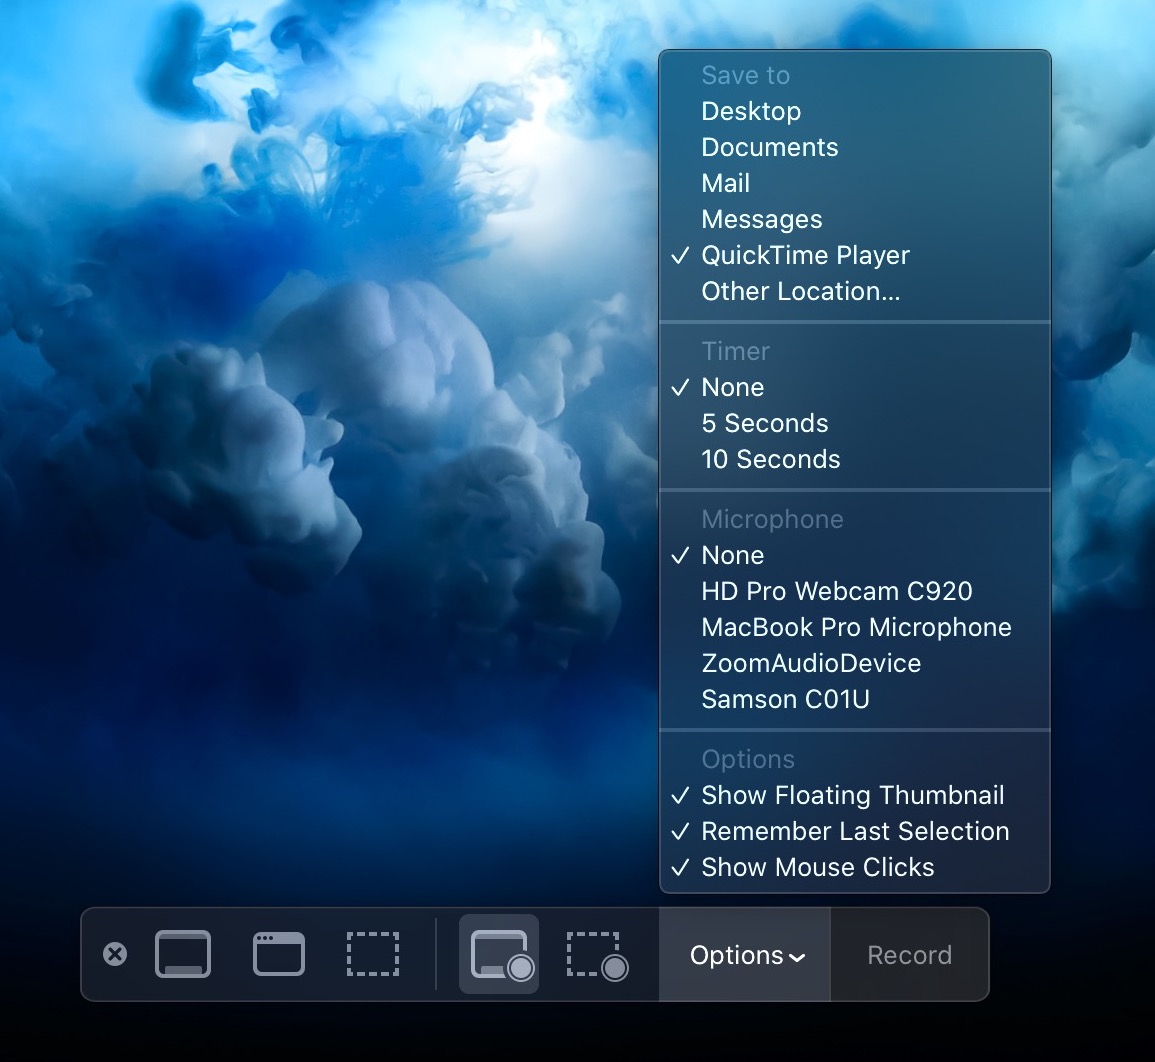 Save to
Desktop
Documents
Mail
Messages
✓ QuickTime Player
Other Location...
Timer
✓ None
5 Seconds
10 Seconds
Microphone
✓ None
HD Pro Webcam C920
MacBook Pro Microphone
ZoomAudioDevice
Samson C01U
Options
✓ Show Floating Thumbnail
✓ Remember Last Selection
✓ Show Mouse Clicks
Options
Record